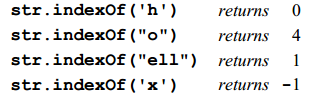 str.indexOf('h') returns 0
str.indexOf("o") returns 4
str.indexOf("ell") returns 1
str.indexOf('x') returns -1